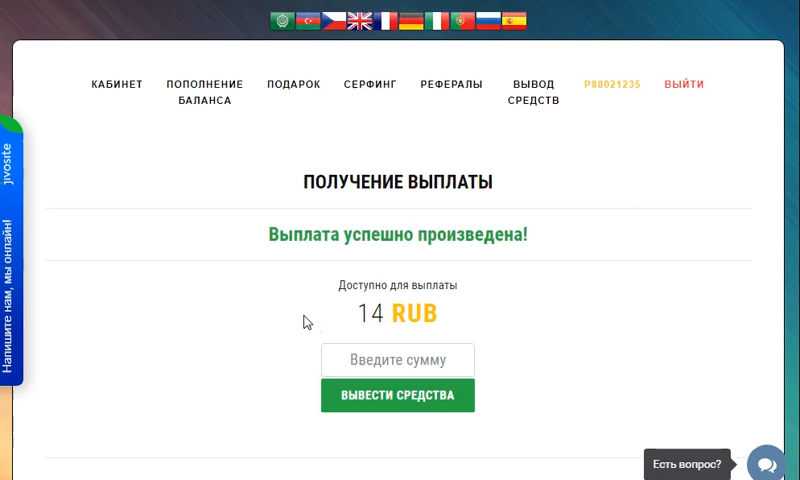 КАБИНЕТ
ПОПОЛНЕНИЕ БАЛАНСА
ПОДАРОК
СЕРФИНГ
РЕФЕРАЛЫ
ВЫВОД СРЕДСТВ
P88021235
ВЫЙТИ
jivosite
Напишите нам, мы онлайн!
ПОЛУЧЕНИЕ ВЫПЛАТЫ
Выплата успешно произведена!
Доступно для выплаты
14 RUB
Введите сумму
ВЫВЕСТИ СРЕДСТВА
Есть вопрос?